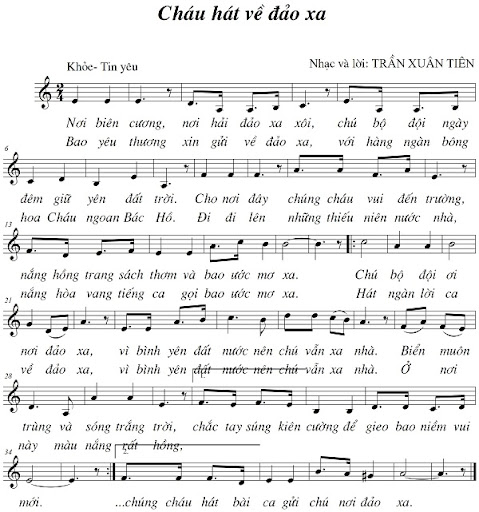 Cháu hát về đảo xa
Khỏe- Tin yêu
Nhạc và lời: TRẦN XUÂN TIÊN
Nơi biên cương, nơi hải đảo xa xôi, chú bộ đội ngày
Bao yêu thương xin gửi về đảo xa, với hàng ngàn bông
6
đêm giữ yên đất trời. Cho nơi đây chúng cháu vui đến trường,
hoa Cháu ngoan Bác Hồ. Đi đi lên những thiếu niên nước nhà,
13
nắng hồng trang sách thơm và bao ước mơ xa. Chú bộ đội ơi
nắng hòa vang tiếng ca gọi bao ước mơ xa. Hát ngàn lời ca
21
nơi đảo xa, vì bình yên đất nước nên chú vẫn xa nhà. Biển muôn
về đảo xa, vì bình yên đất nước nên chú vẫn xa nhà. Ở nơi
28
trùng và sóng trắng trời, chắc tay súng kiên cường để gieo bao niềm vui
này màu nắng rất hồng,
34
mới. ...chúng cháu hát bài ca gửi chú nơi đảo xa.